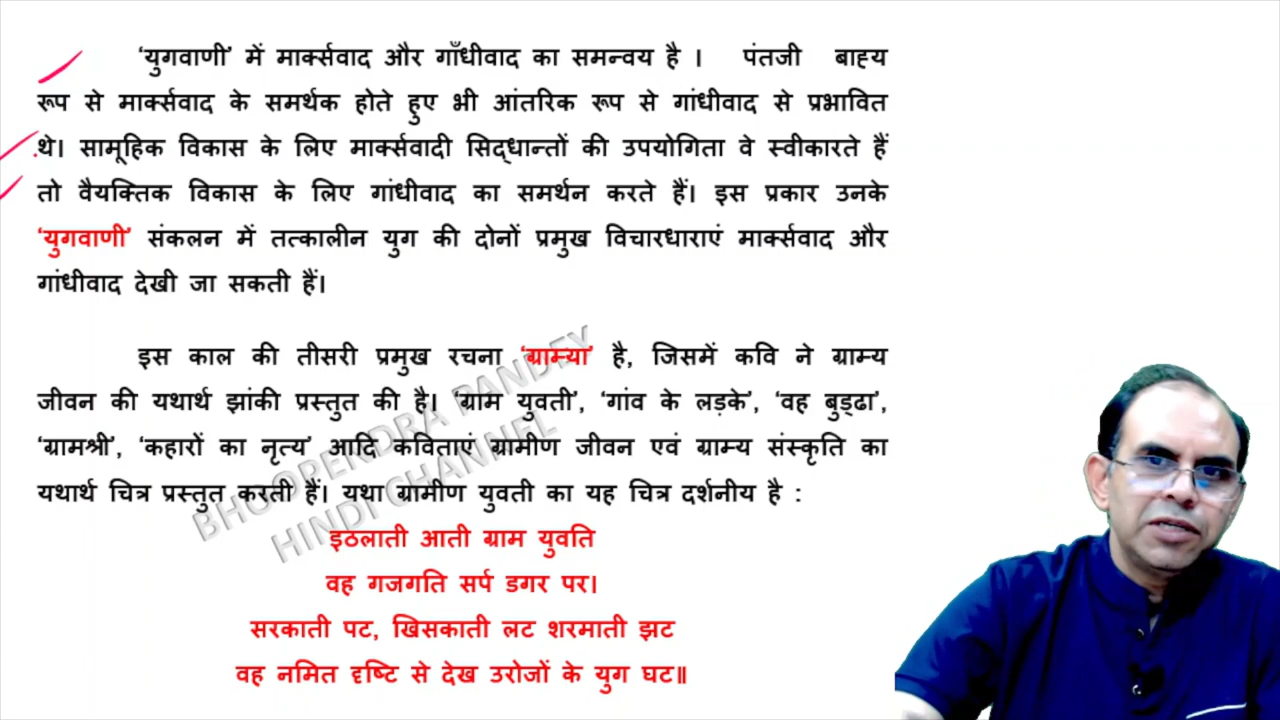 ‘युगवाणी’ में मार्क्सवाद और गाँधीवाद का समन्वय है । पंतजी बाह्य
रूप से मार्क्सवाद के समर्थक होते हुए भी आंतरिक रूप से गांधीवाद से प्रभावित
थे। सामूहिक विकास के लिए मार्क्सवादी सिद्धान्तों की उपयोगिता वे स्वीकारते हैं
तो वैयक्तिक विकास के लिए गांधीवाद का समर्थन करते हैं। इस प्रकार उनके
‘युगवाणी’ संकलन में तत्कालीन युग की दोनों प्रमुख विचारधाराएं मार्क्सवाद और
गांधीवाद देखी जा सकती हैं।
इस काल की तीसरी प्रमुख रचना ‘ग्राम्या’ है, जिसमें कवि ने ग्राम्य
जीवन की यथार्थ झांकी प्रस्तुत की है। ‘ग्राम युवती’, ‘गांव के लड़के’, ‘वह बुड्ढा’,
‘ग्रामश्री’, ‘कहारों का नृत्य’ आदि कविताएं ग्रामीण जीवन एवं ग्राम्य संस्कृति का
यथार्थ चित्र प्रस्तुत करती हैं। यथा ग्रामीण युवती का यह चित्र दर्शनीय है :
इठलाती आती ग्राम युवति
वह गजगति सर्प डगर पर।
सरकाती पट, खिसकाती लट शरमाती झट
वह नमित दृष्टि से देख उरोजों के युग घट॥
BHOOPENDRA PANDEY
HINDI CHANNEL